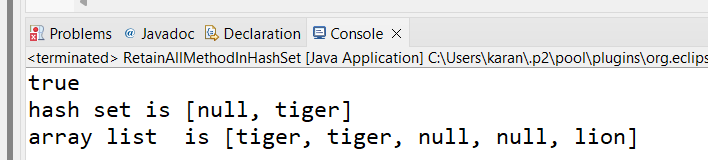 Problems @ Javadoc Declaration Console
<terminated> RetainAllMethodInHashSet [Java Application] C:\Users\karan\.p2\pool\plugins\org.eclips
true
hash set is [null, tiger]
array list  is [tiger, tiger, null, null, lion]